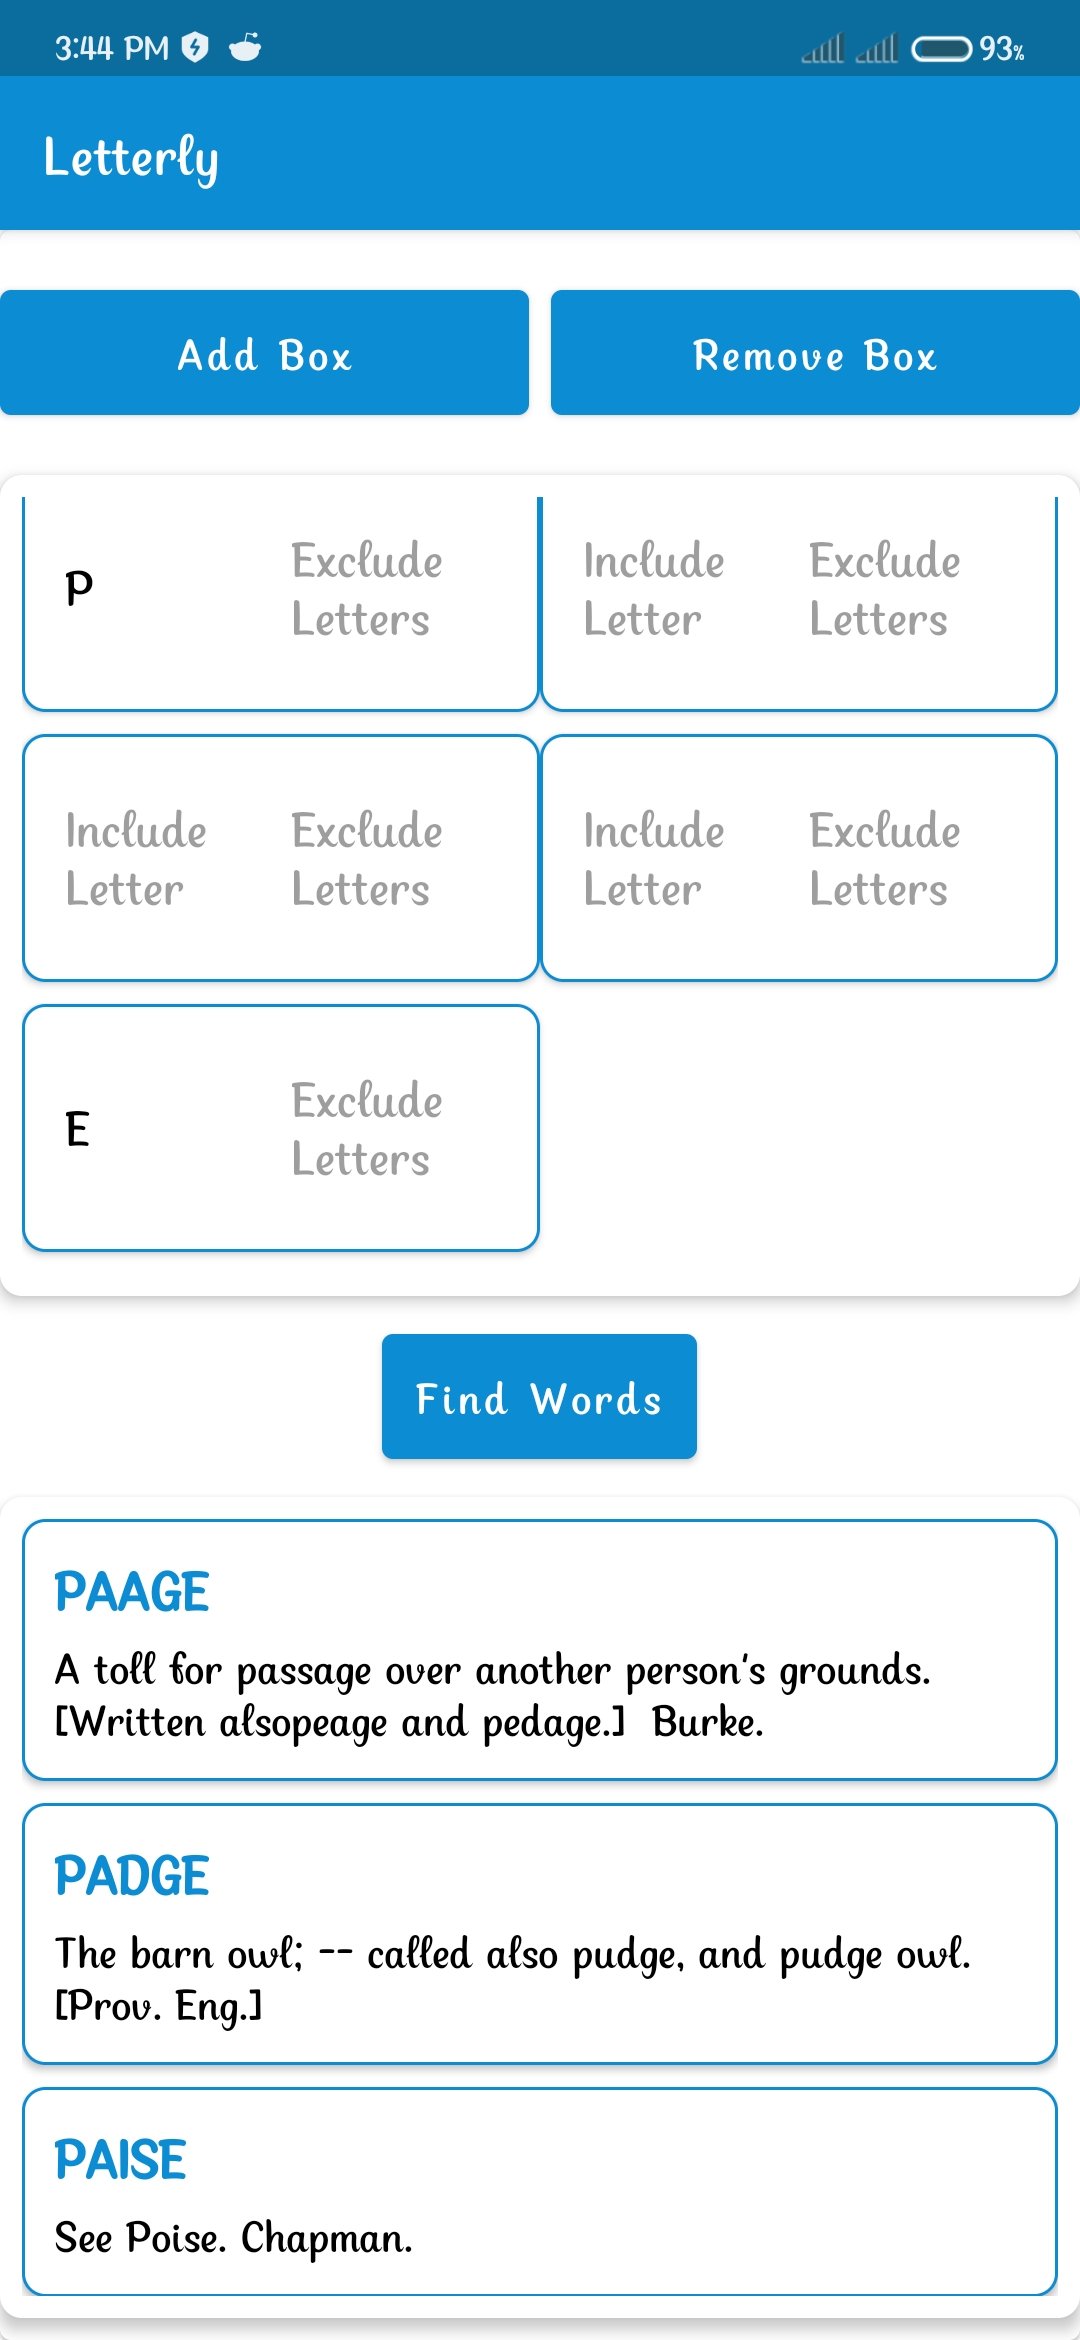 3:44 PM 93%
Letterly
Add Box Remove Box
P Exclude Letters Include Letter Exclude Letters
Include Letter Exclude Letters Include Letter Exclude Letters
E Exclude Letters
Find Words
PAAGE
A toll for passage over another person's grounds.
[Written alsopeage and pedage.] Burke.
PADGE
The barn owl; -- called also pudge, and pudge owl.
[Prov. Eng.]
PAISE
See Poise. Chapman.